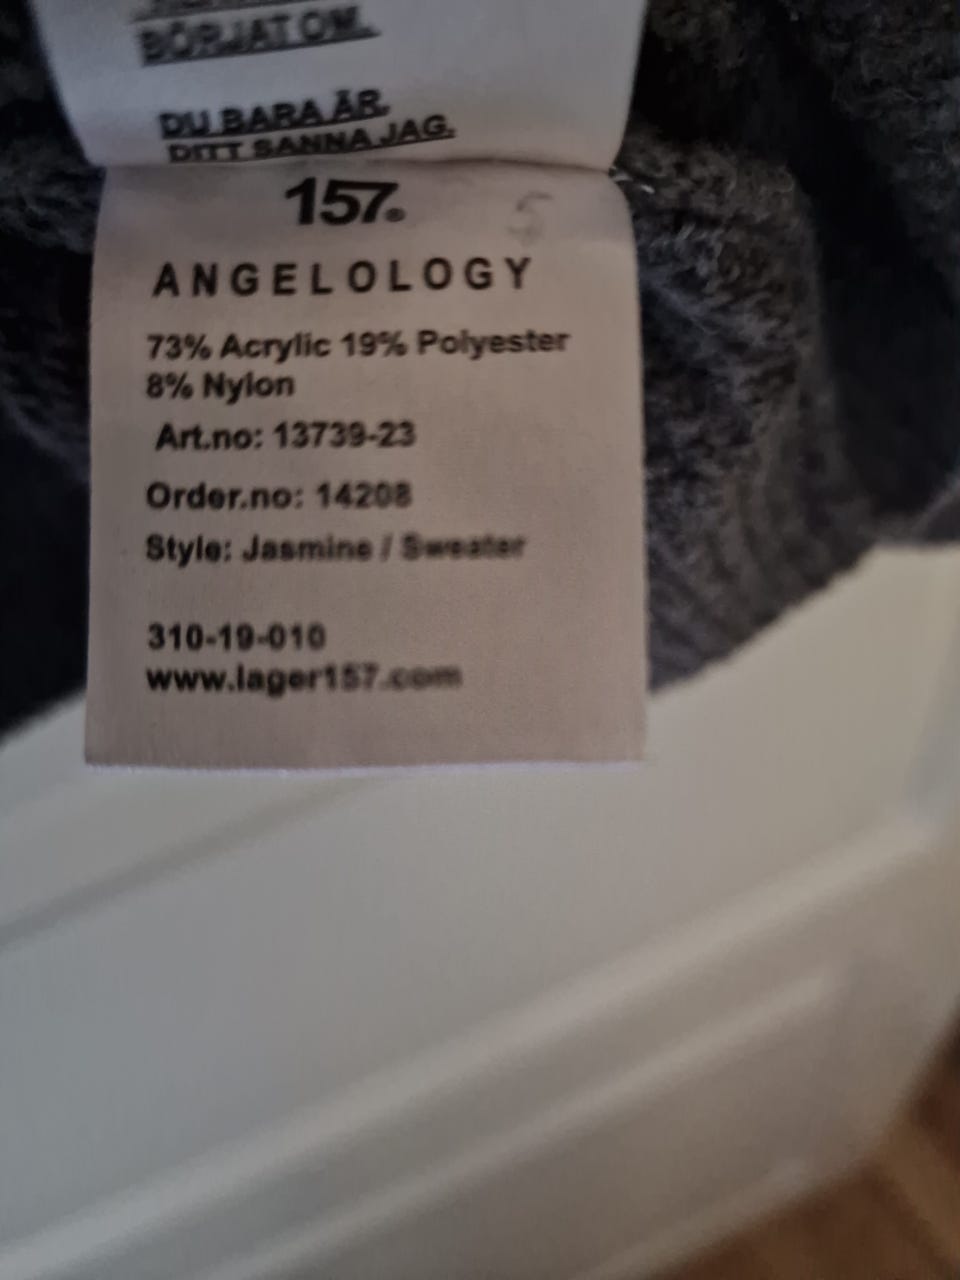 BÖRJAT OM.
DU BARA ÄR.
DITT SANNA JAG.
157®
ANGELOLOGY
73% Acrylic 19% Polyester
8% Nylon
Art.no: 13739-23
Order.no: 14208
Style: Jasmine / Sweater
310-19-010
www.lager157.com